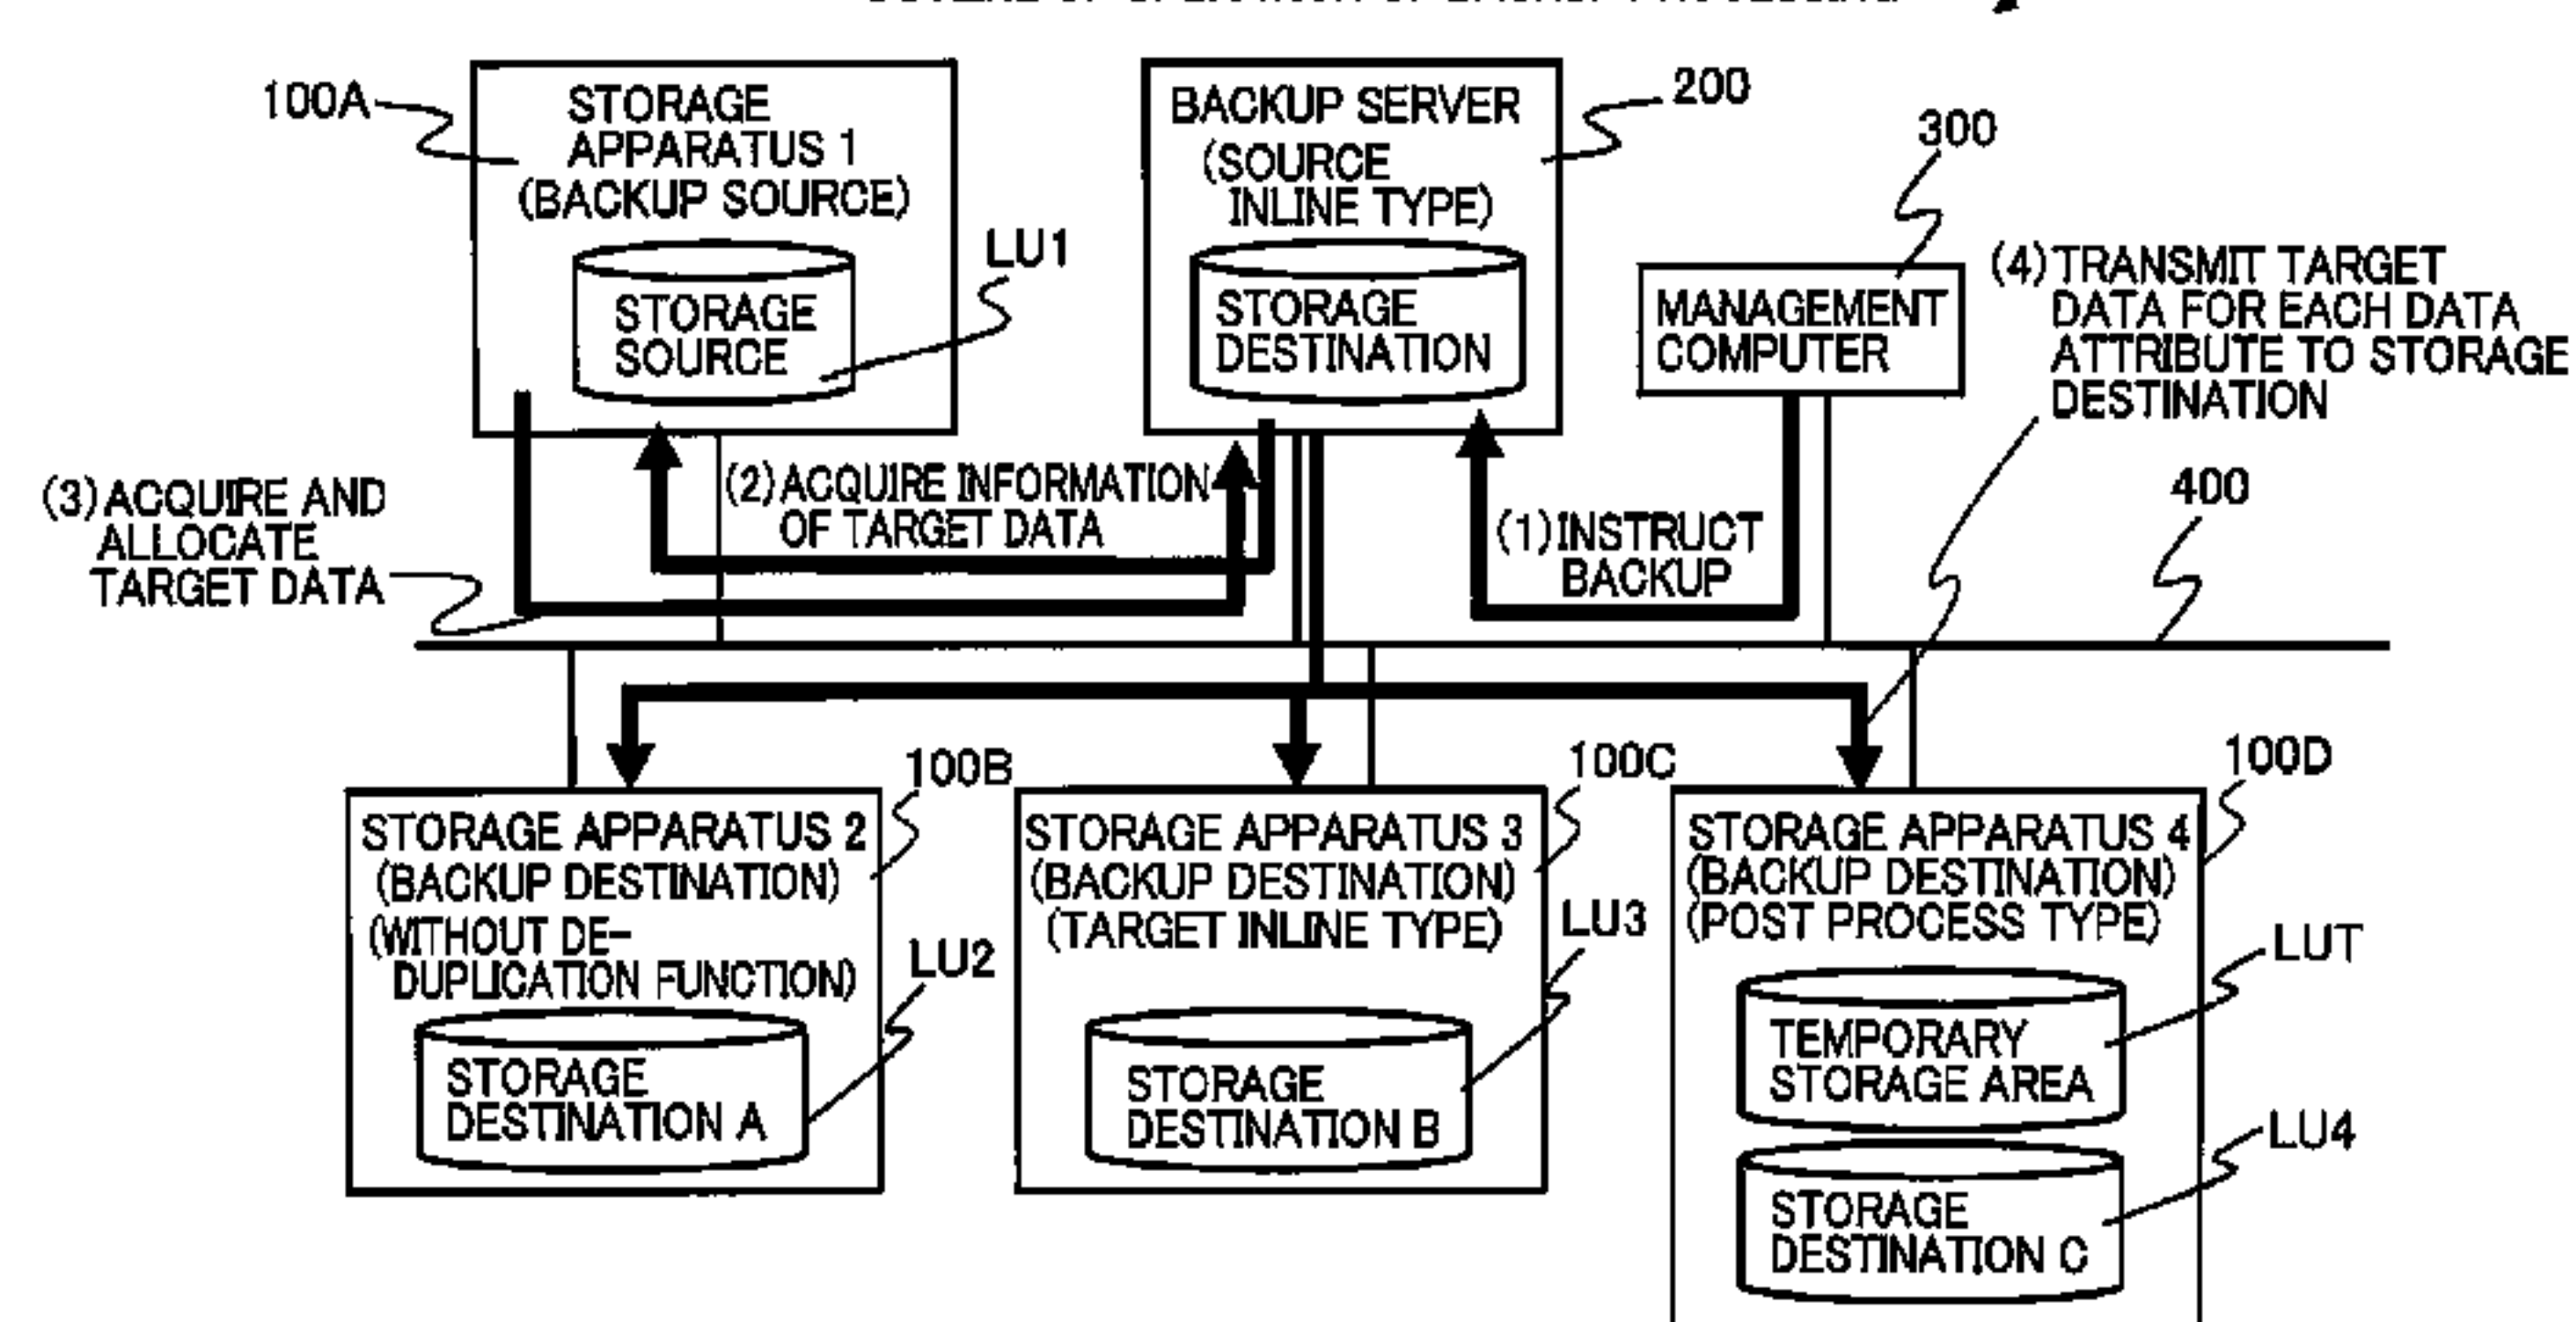 100A
STORAGE
APPARATUS 1
(BACKUP SOURCE)
LU1
STORAGE
SOURCE
BACKUP SERVER
(SOURCE
INLINE TYPE)
200
STORAGE
DESTINATION
300
MANAGEMENT
COMPUTER
(4) TRANSMIT TARGET
DATA FOR EACH DATA
ATTRIBUTE TO STORAGE
DESTINATION
(3) ACQUIRE AND
ALLOCATE
TARGET DATA
(2) ACQUIRE INFORMATION
OF TARGET DATA
(1) INSTRUCT
BACKUP
400
100B
STORAGE APPARATUS 2
(BACKUP DESTINATION)
(WITHOUT DE-
DUPLICATION FUNCTION)
LU2
STORAGE
DESTINATION A
100C
STORAGE APPARATUS 3
(BACKUP DESTINATION)
(TARGET INLINE TYPE)
LU3
STORAGE
DESTINATION B
100D
STORAGE APPARATUS 4
(BACKUP DESTINATION)
(POST PROCESS TYPE)
LUT
TEMPORARY
STORAGE AREA
LU4
STORAGE
DESTINATION C